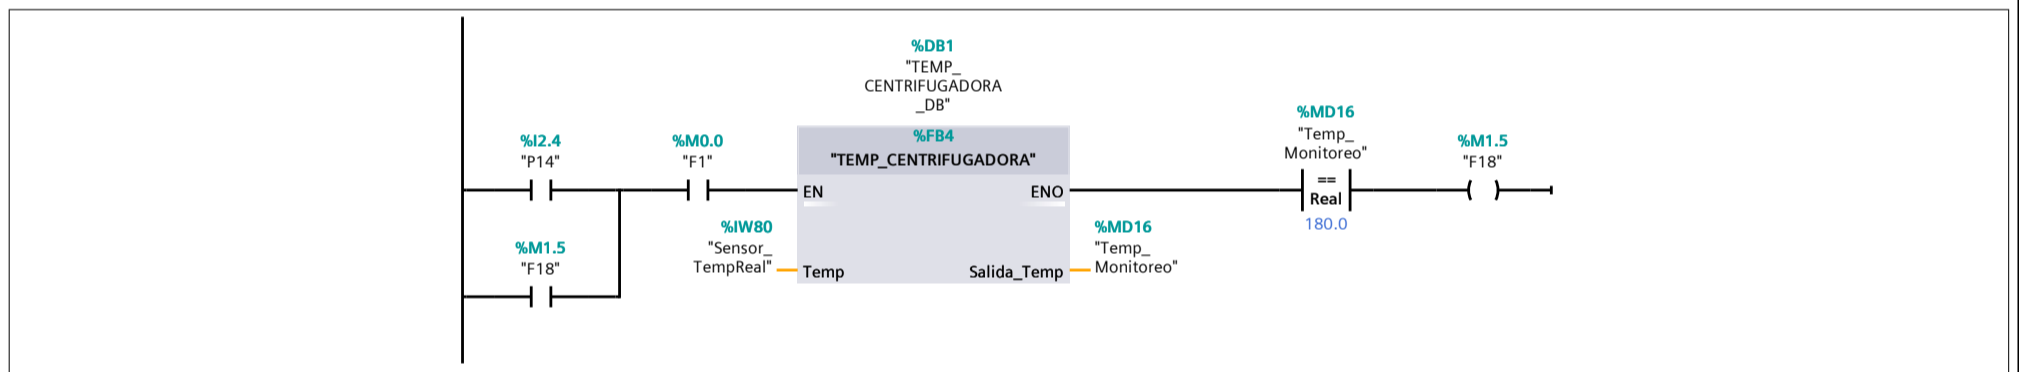 %DB1
"TEMP_
CENTRIFUGADORA
_DB"
%I2.4
"P14"
%M0.0
"F1"
%FB4
"TEMP_CENTRIFUGADORA"
%MD16
"Temp_
Monitoreo"
%M1.5
"F18"
EN
ENO
==
Real
180.0
%M1.5
"F18"
%IW80
"Sensor_
TempReal"
Temp
Salida_Temp
%MD16
"Temp_
Monitoreo"